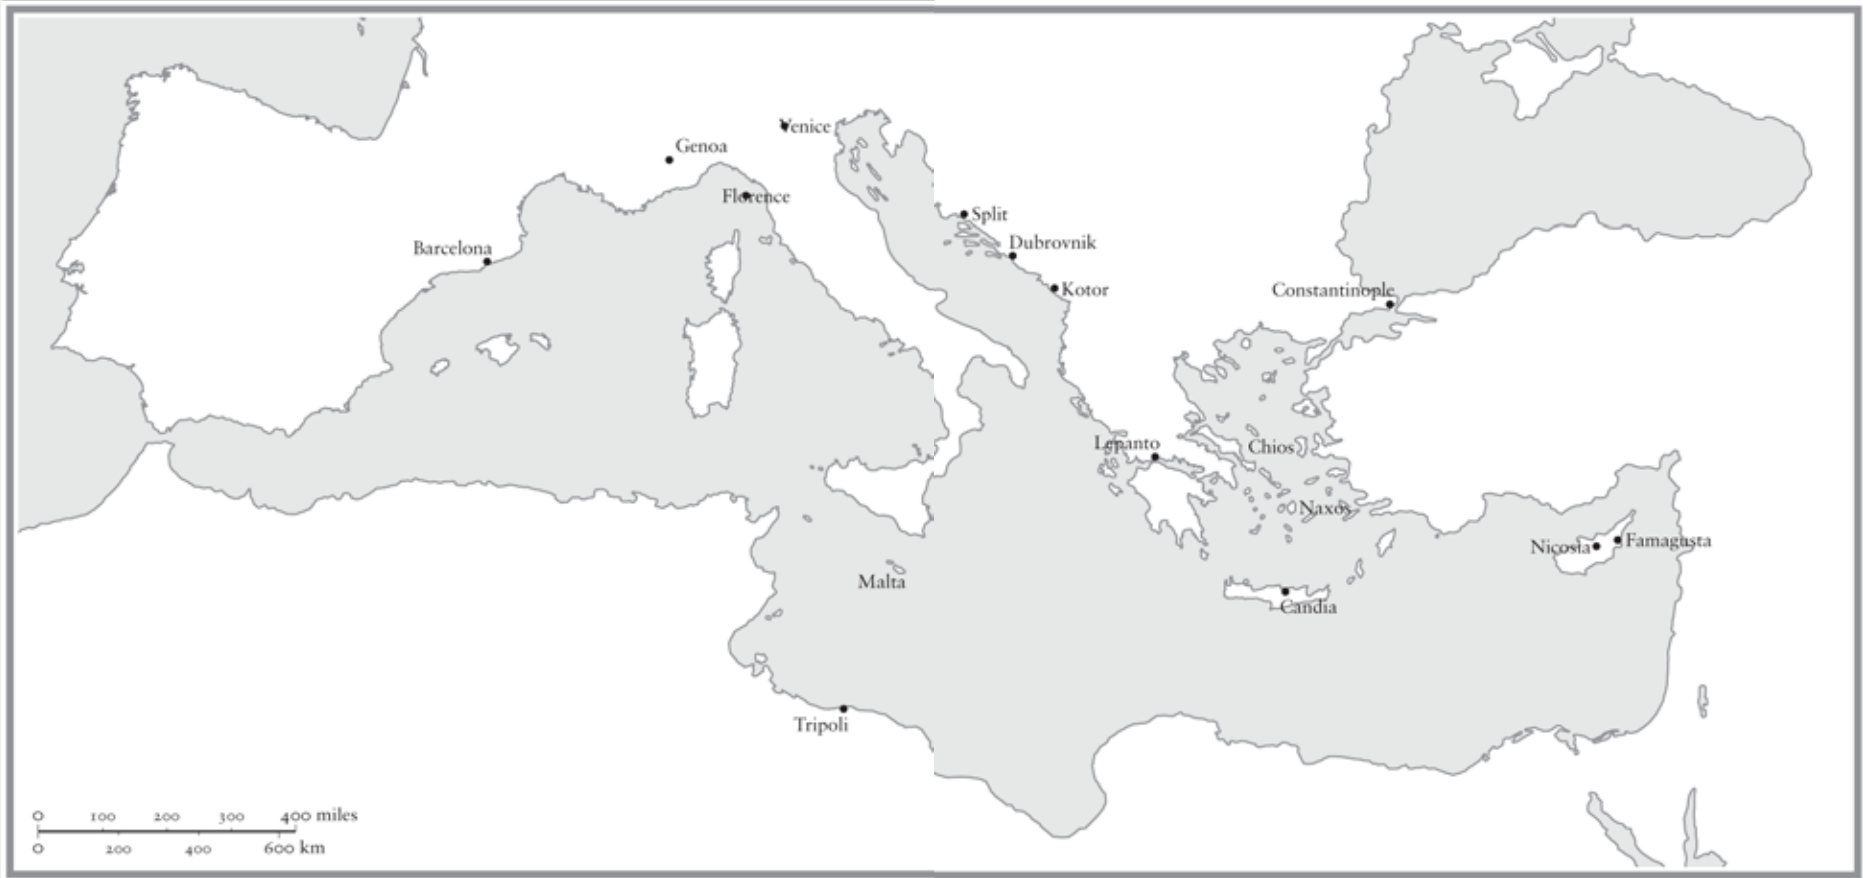 Venice
Genoa
Florence
Split
Dubrovnik
Barcelona
Kotor
Constantinople
Lepanto
Chios
Naxos
Nicosia
Famagusta
Malta
Candia
Tripoli
0 100 200 300 400 miles
0 200 400 600 km